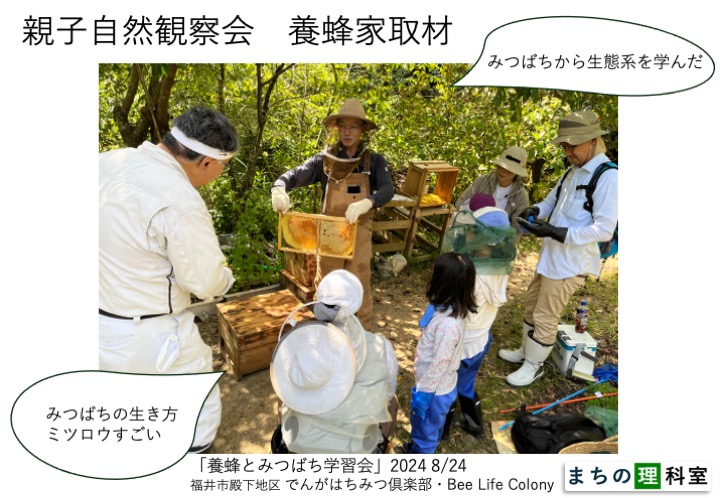 親子自然観察会　養蜂家取材
みつばちから生態系を学んだ
みつばちの生き方
ミツロウすごい
「養蜂とみつばち学習会」2024 8/24
福井市殿下地区 でんがはちみつ倶楽部・Bee Life Colony
まちの理科室